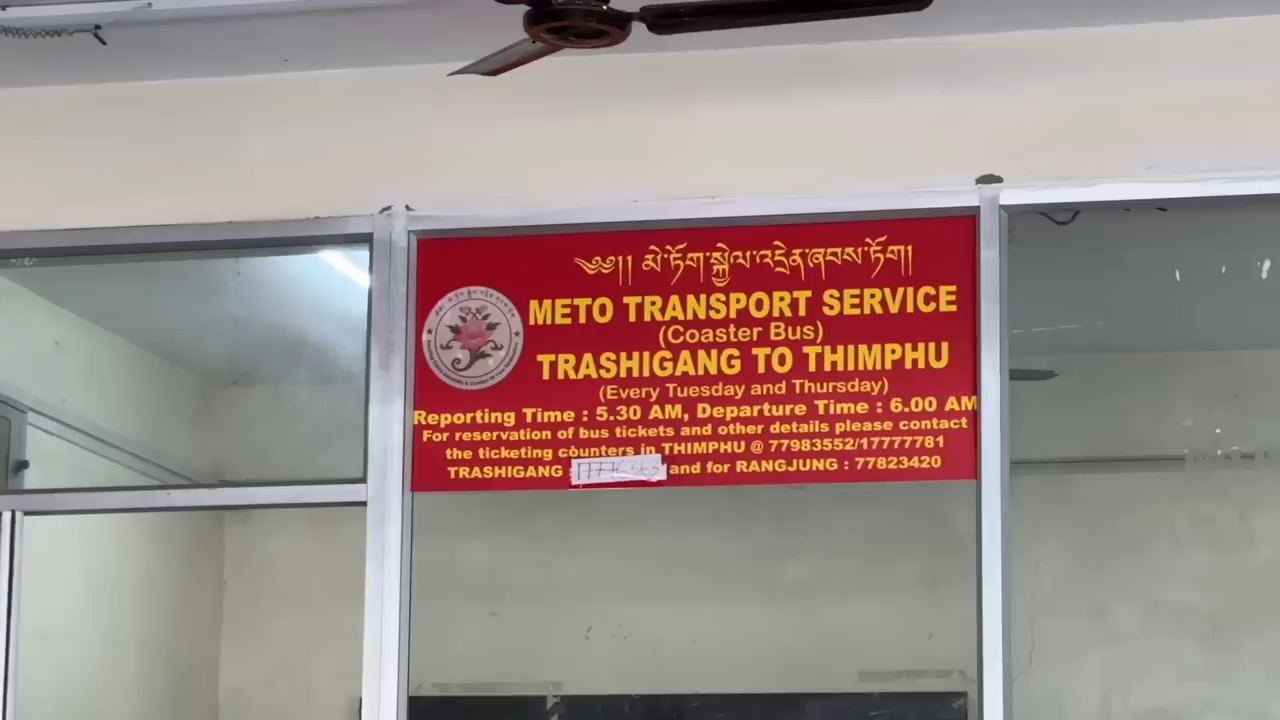 ༄༅།། མེ་ཏོག་སྐྱེལ་འདྲེན་ཞབས་ཏོག།
METO TRANSPORT SERVICE
(Coaster Bus)
TRASHIGANG TO THIMPHU
(Every Tuesday and Thursday)
Reporting Time : 5.30 AM, Departure Time : 6.00 AM
For reservation of bus tickets and other details please contact
the ticketing counters in THIMPHU @ 77983552/17777781
TRASHIGANG : and for RANGJUNG : 77823420